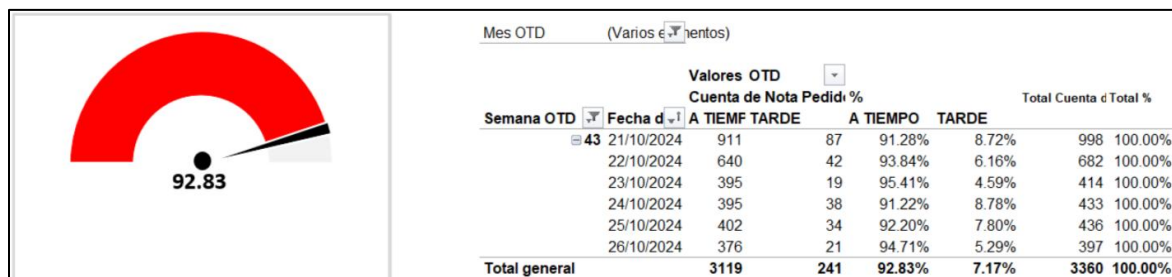 92.83
Mes OTD (Varios e mentos)
Valores OTD
Cuenta de Nota Pedid %
Total Cuenta d Total %
Semana OTD Fecha d A TIEMF TARDE A TIEMPO TARDE
43 21/10/2024 911 87 91.28% 8.72% 998 100.00%
22/10/2024 640 42 93.84% 6.16% 682 100.00%
23/10/2024 395 19 95.41% 4.59% 414 100.00%
24/10/2024 395 38 91.22% 8.78% 433 100.00%
25/10/2024 402 34 92.20% 7.80% 436 100.00%
26/10/2024 376 21 94.71% 5.29% 397 100.00%
Total general 3119 241 92.83% 7.17% 3360 100.00%